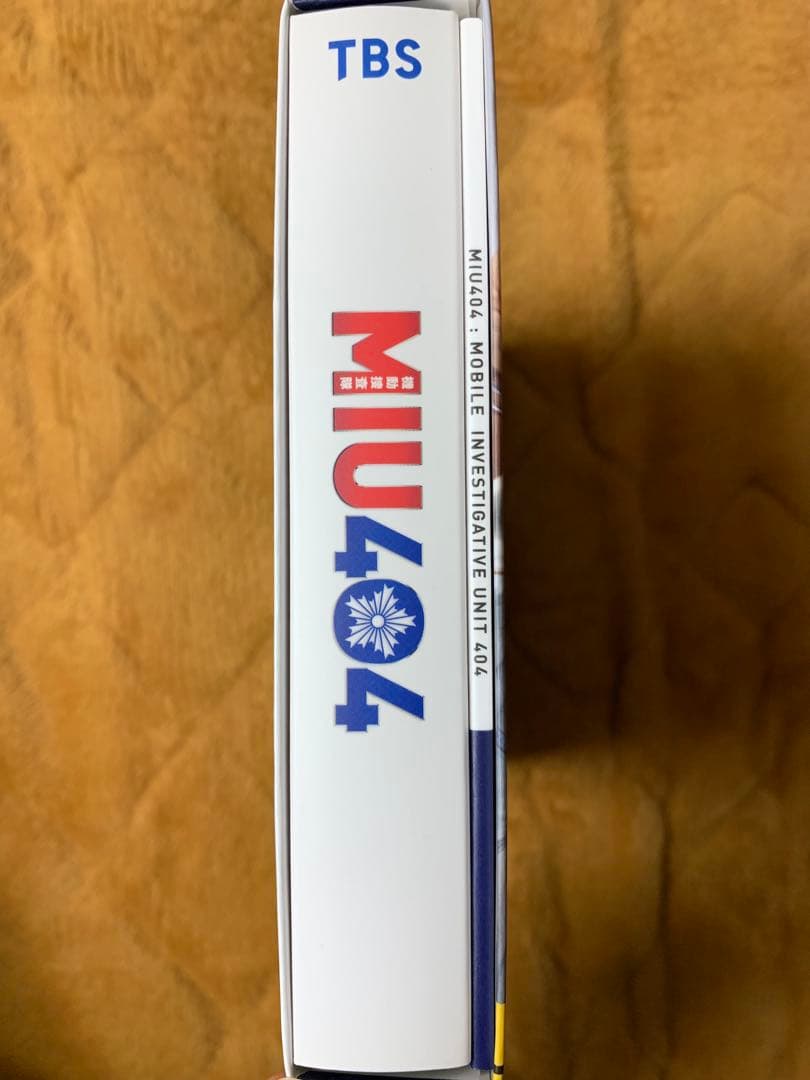 TBS
MIU404
機動捜査隊
MIU404 : MOBILE INVESTIGATIVE UNIT 404